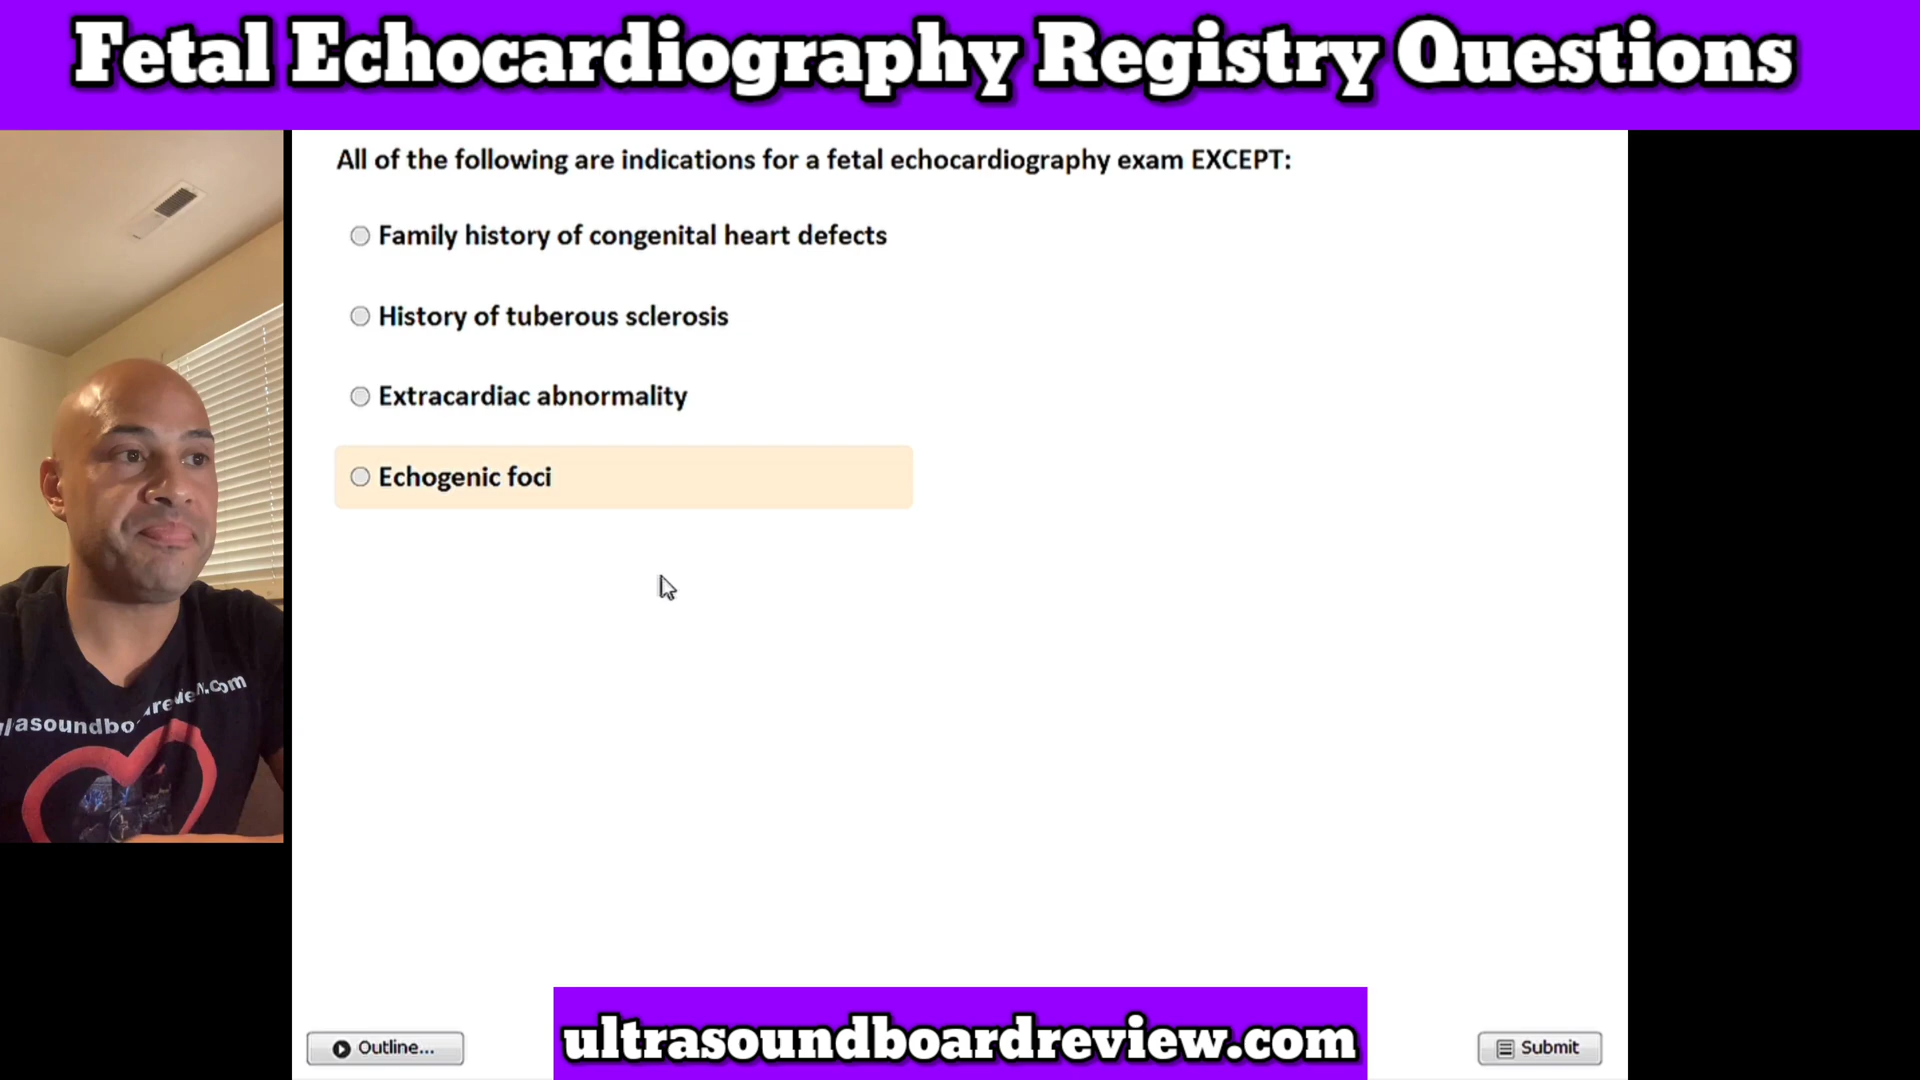 Fetal Echocardiography Registry Questions
All of the following are indications for a fetal echocardiography exam EXCEPT:
Family history of congenital heart defects
History of tuberous sclerosis
Extracardiac abnormality
Echogenic foci
Outline...
ultrasoundboardreview.com
Submit